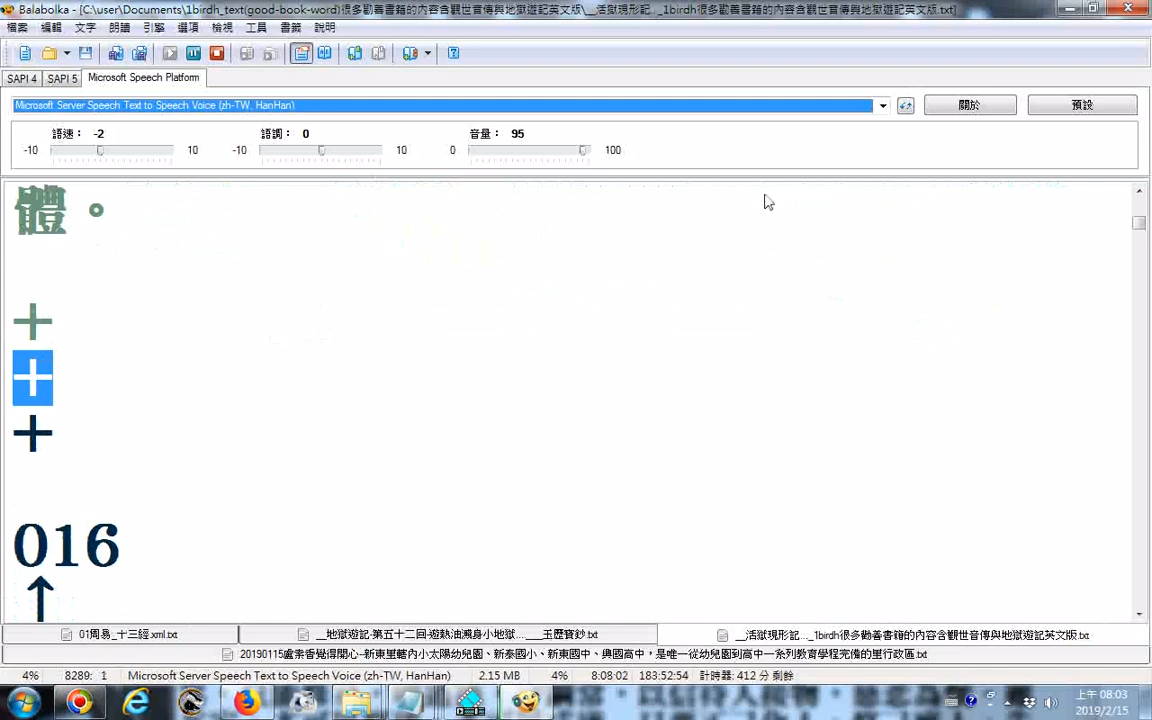 Balabolka - [C:\user\Documents\1birdh_text(good-book-word)很多勸善書籍的內容含觀世音傳與地獄遊記英文版\__活獄現形記..._1birdh很多勸善書籍的內容含觀世音傳與地獄遊記英文版.txt]
檔案 編輯 文字 朗讀 引擎 選項 檢視 工具 書籤 說明
SAPI 4 SAPI 5 Microsoft Speech Platform
Microsoft Server Speech Text to Speech Voice (zh-TW, HanHan) 關於 預設
語速： -2 語調： 0 音量： 95
-10 10 -10 10 0 100
體。
+
+
+
016
↑
01周易_十三經.xml.txt __地獄遊記-第五十二回-遊熱油濺身小地獄...___玉歷寶鈔.txt __活獄現形記..._1birdh很多勸善書籍的內容含觀世音傳與地獄遊記英文版.txt
20190115盧素香覺得開心-新東里轄內小太陽幼兒園、新泰國小、新東國中、興國高中，是唯一從幼兒園到高中一系列教育學程完備的里行政區.txt
4% 8289: 1 Microsoft Server Speech Text to Speech Voice (zh-TW, HanHan) 2.15 MB 4% 8:08:02 183:52:54 計時器: 412 分 剩餘
上午 08:03
2019/2/15